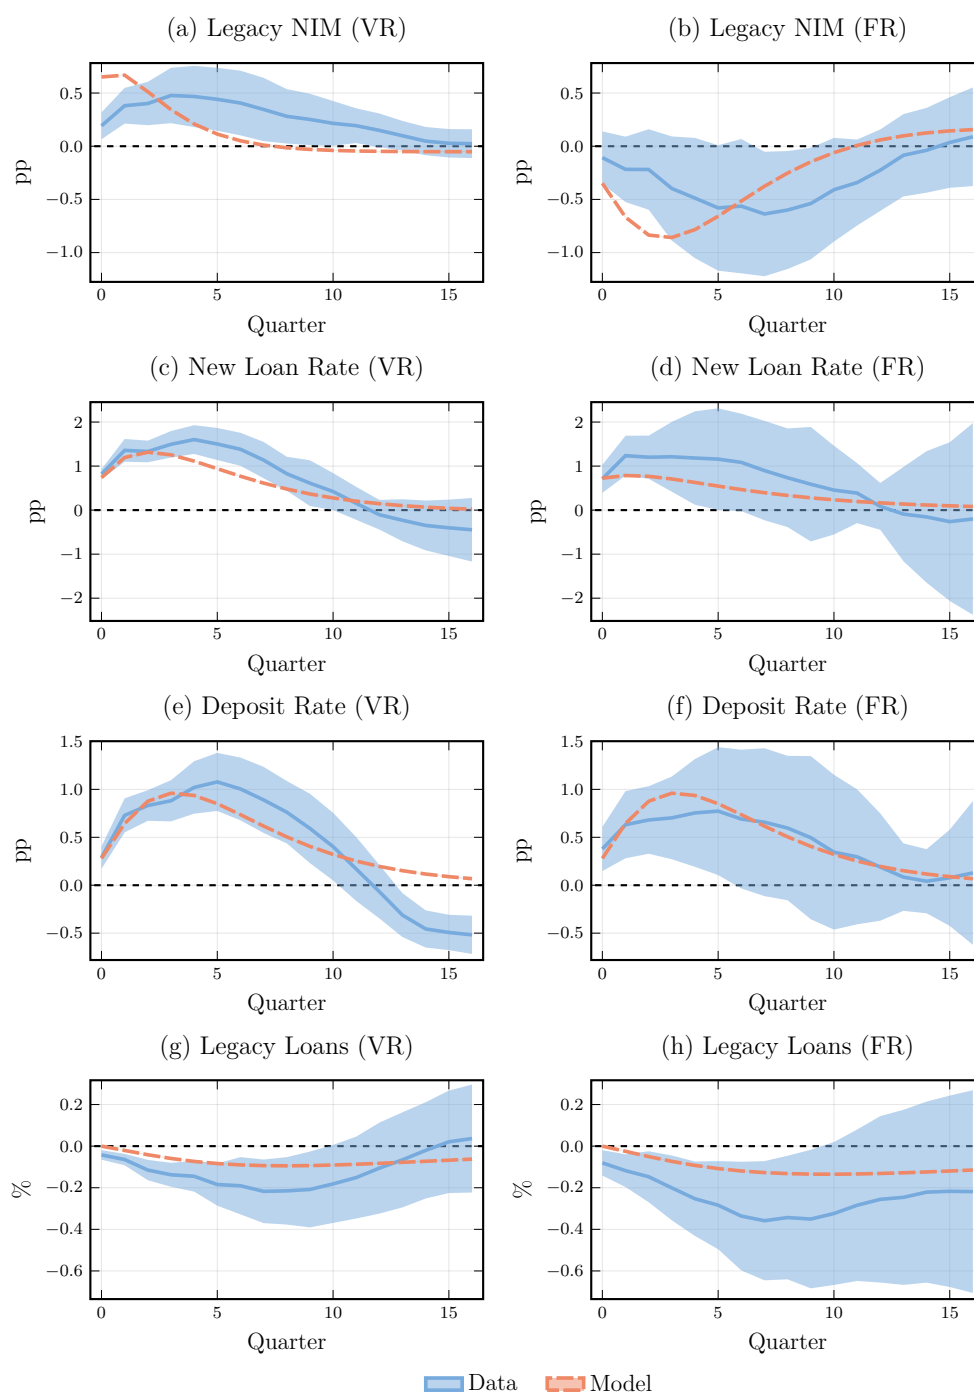 (a) Legacy NIM (VR)
(b) Legacy NIM (FR)
0.5
0.0
−0.5
−1.0
pp
0 5 10 15
Quarter
0.5
0.0
−0.5
−1.0
pp
0 5 10 15
Quarter
(c) New Loan Rate (VR)
(d) New Loan Rate (FR)
2
1
0
−1
−2
pp
0 5 10 15
Quarter
2
1
0
−1
−2
pp
0 5 10 15
Quarter
(e) Deposit Rate (VR)
(f) Deposit Rate (FR)
1.5
1.0
0.5
0.0
−0.5
pp
0 5 10 15
Quarter
1.5
1.0
0.5
0.0
−0.5
pp
0 5 10 15
Quarter
(g) Legacy Loans (VR)
(h) Legacy Loans (FR)
0.2
0.0
−0.2
−0.4
−0.6
%
0 5 10 15
Quarter
0.2
0.0
−0.2
−0.4
−0.6
%
0 5 10 15
Quarter
Data Model